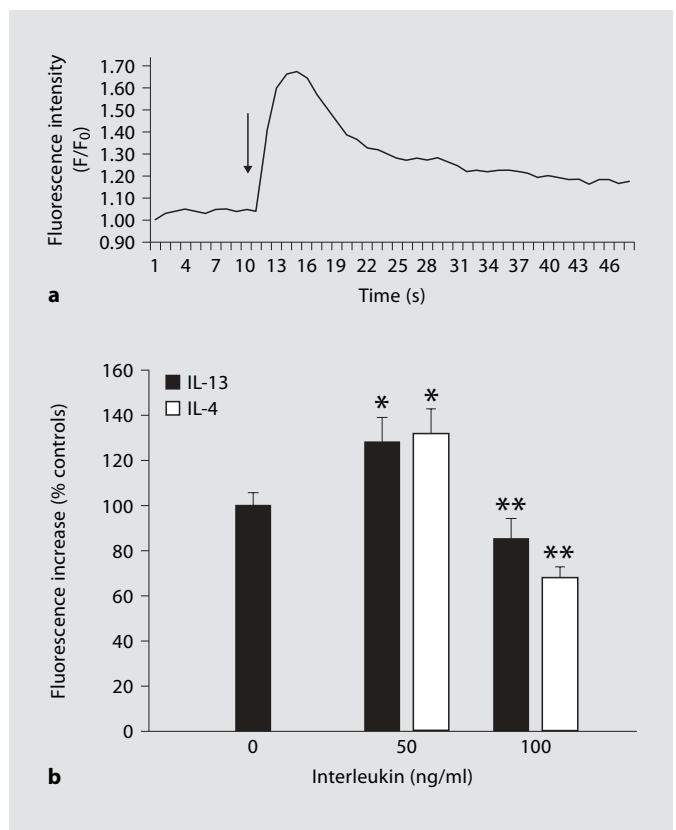 Fluorescence intensity
(F/F0)
1.70
1.60
1.50
1.40
1.30
1.20
1.10
1.00
0.90
1 4 7 10 13 16 19 22 25 28 31 34 37 40 43 46
Time (s)
a
Fluorescence increase (% controls)
160
140
120
100
80
60
40
20
0
IL-13
IL-4
* *
** **
0 50 100
Interleukin (ng/ml)
b